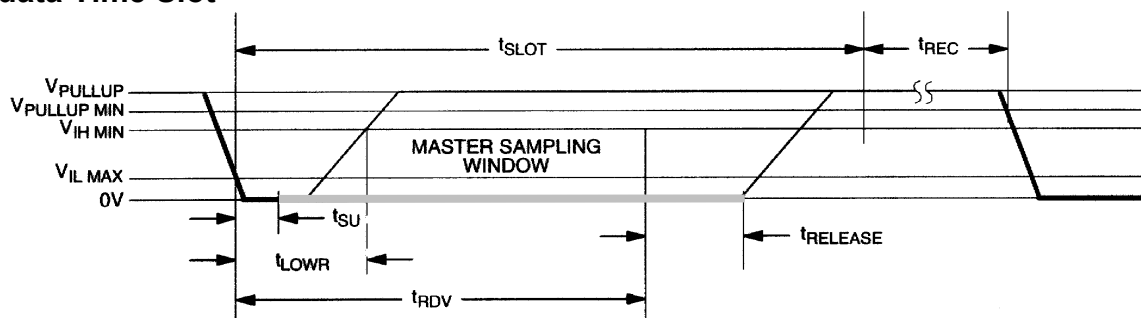 data Time Slot
tSLOT
tREC
VPULLUP
VPULLUP MIN
VIH MIN
MASTER SAMPLING
WINDOW
VIL MAX
0V
tSU
tRELEASE
tLOWR
tRDV